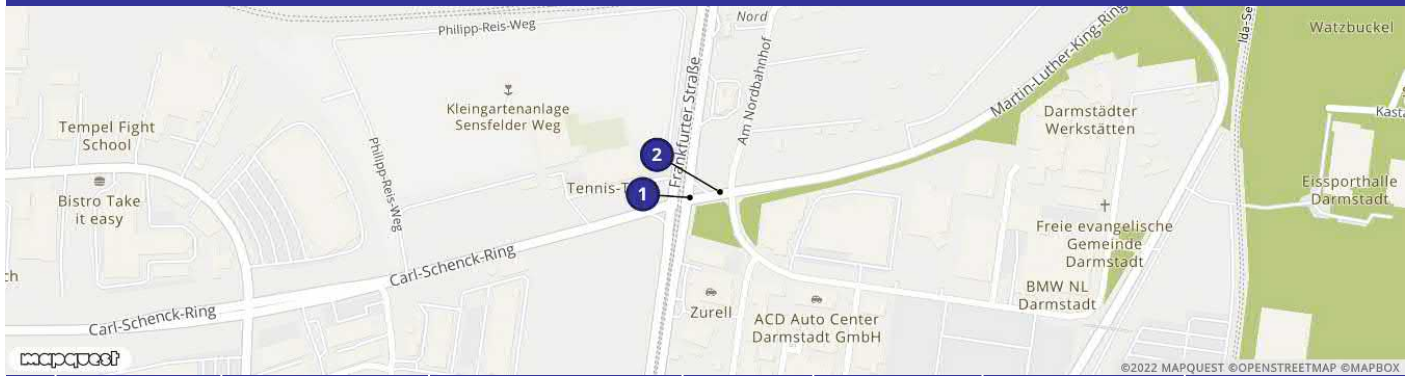 Philipp-Reis-Weg
Nord
Ida-Se
Watzbuckel
Kleingartenanlage
Sensfelder Weg
Frankfurter Straße
Am Nordbahnhof
Martin-Luther-King-Ring
Darmstädter
Werkstätten
Kasta
Tempel Fight
School
Philipp-Reis-Weg
2
Tennis-T
1
Bistro Take
it easy
Eissporthalle
Darmstadt
Freie evangelische
Gemeinde
Darmstadt
ch
Carl-Schenck-Ring
BMW NL
Darmstadt
Zurell
ACD Auto Center
Darmstadt GmbH
Carl-Schenck-Ring
mapquest
©2022 MAPQUEST ©OPENSTREETMAP ©MAPBOX